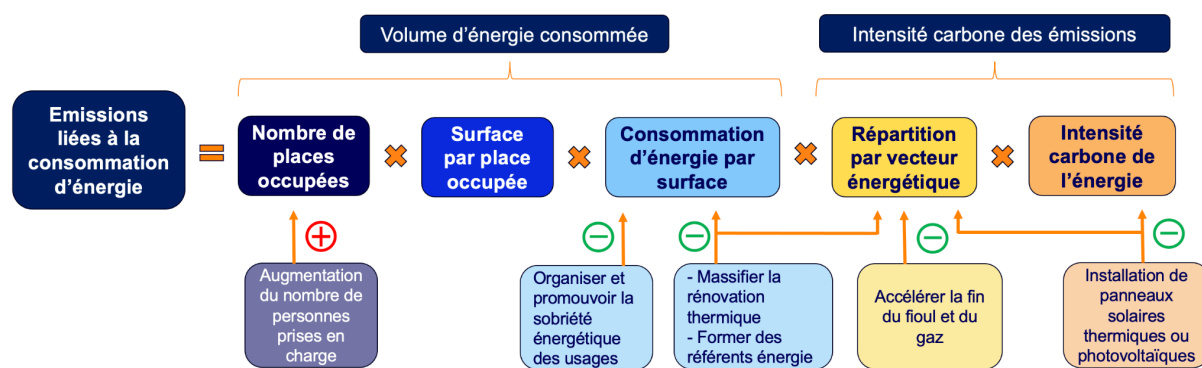 Volume d'énergie consommée
Intensité carbone des émissions
Emissions
liées à la
consommation
d'énergie
=
Nombre de
places
occupées
×
Surface
par place
occupée
×
Consommation
d'énergie par
surface
×
Répartition
par vecteur
énergétique
×
Intensité
carbone de
l'énergie
+
−
−
−
−
Augmentation
du nombre de
personnes
prises en
charge
Organiser et
promouvoir la
sobriété
énergétique
des usages
- Massifier la
rénovation
thermique
- Former des
référents énergie
Accélérer la fin
du fioul et du
gaz
Installation de
panneaux
solaires
thermiques ou
photovoltaïques